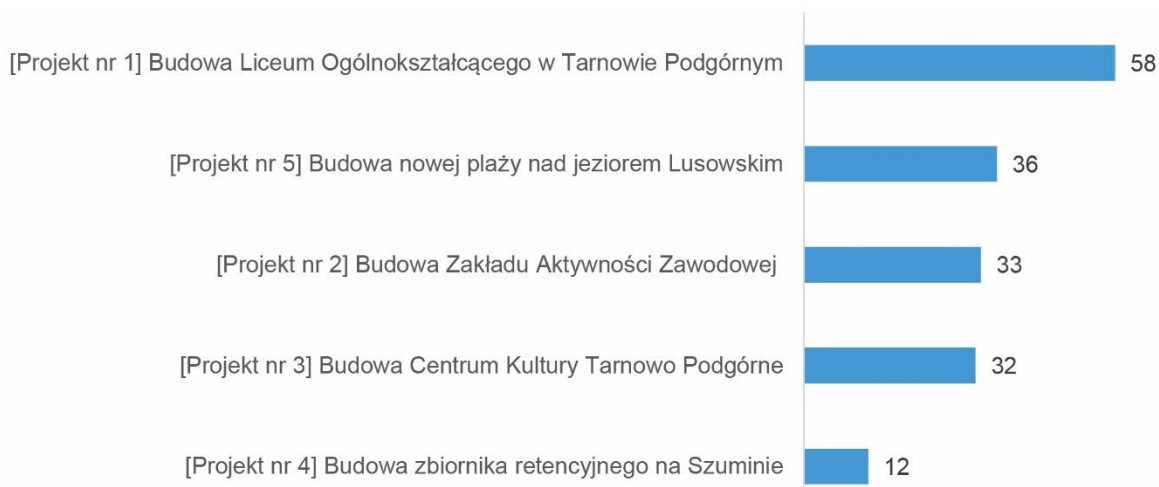 [Projekt nr 1] Budowa Liceum Ogólnokształcącego w Tarnowie Podgórnym 58
[Projekt nr 5] Budowa nowej plaży nad jeziorem Lusowskim 36
[Projekt nr 2] Budowa Zakładu Aktywności Zawodowej 33
[Projekt nr 3] Budowa Centrum Kultury Tarnowo Podgórne 32
[Projekt nr 4] Budowa zbiornika retencyjnego na Szuminie 12